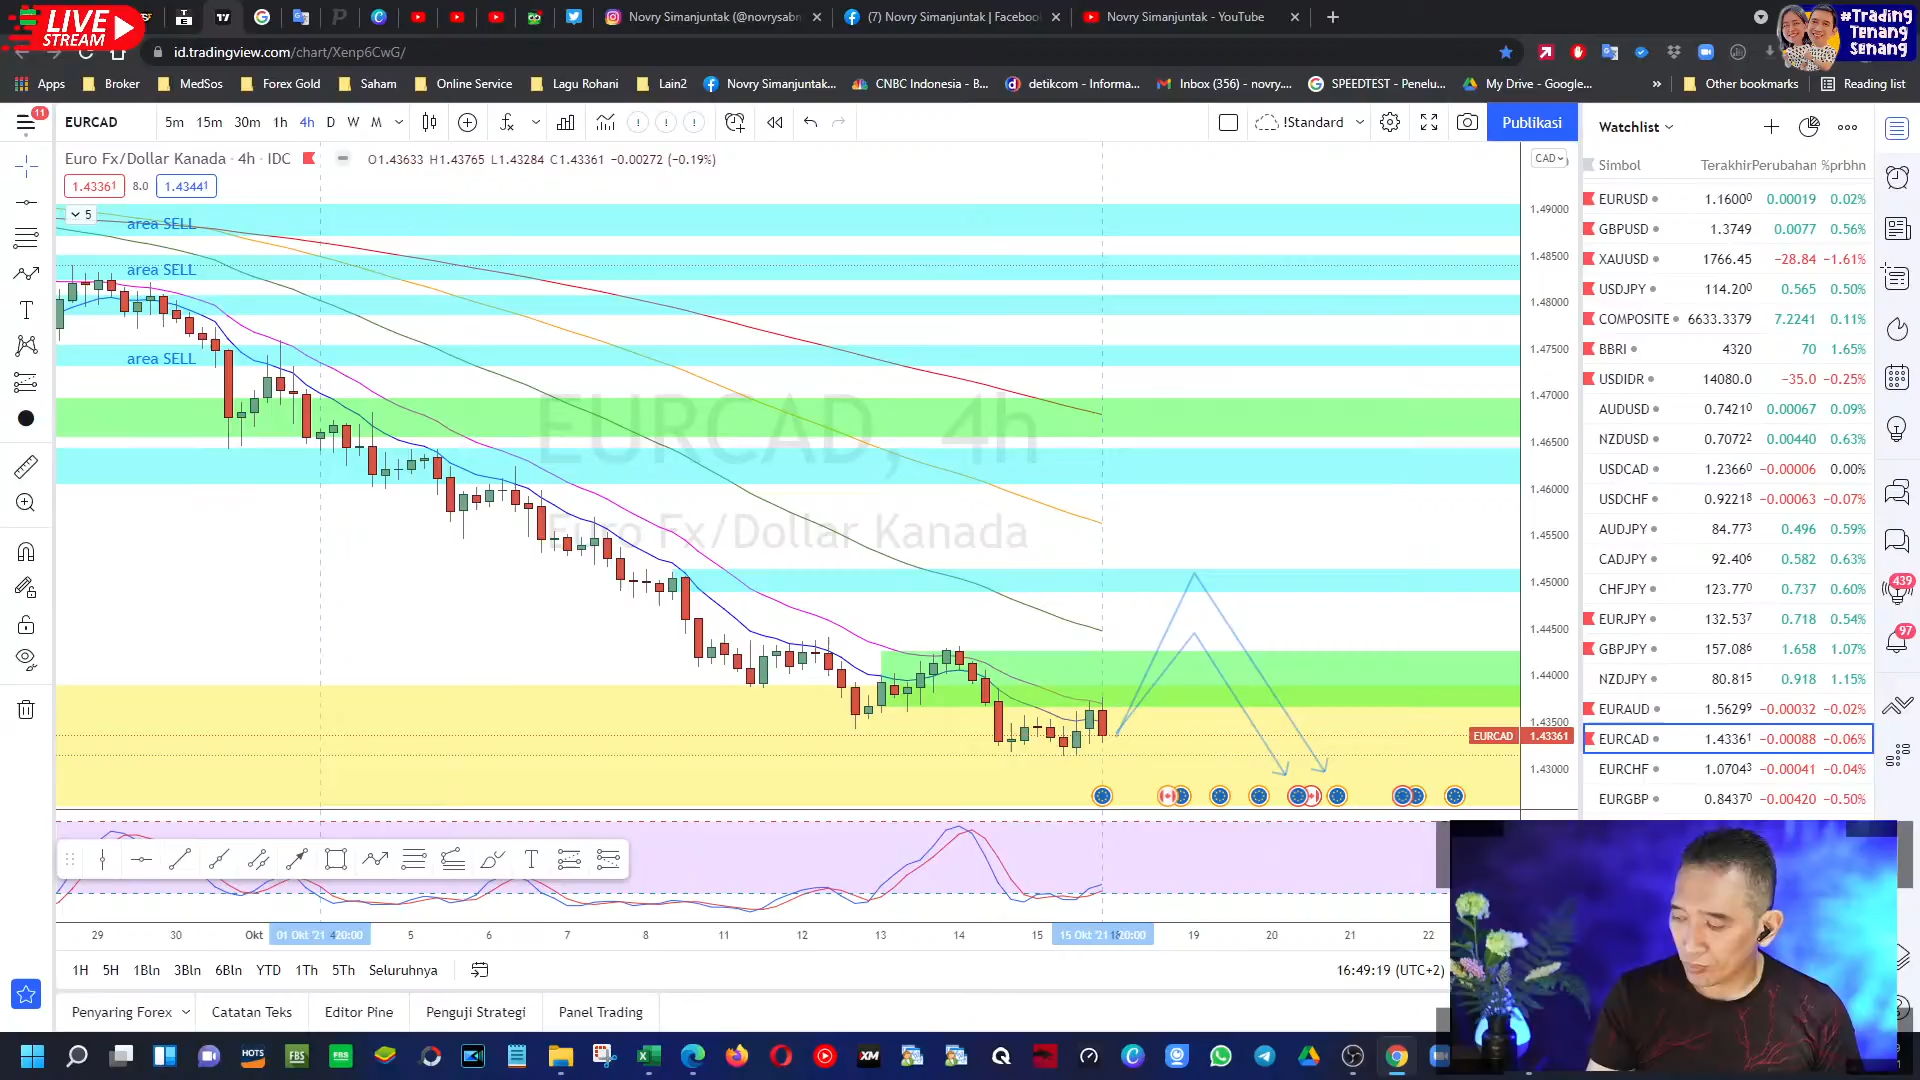 LIVE
STREAM
Novry Simanjuntak (@novrysabn
(7) Novry Simanjuntak | Facebook
Novry Simanjuntak - YouTube
#Trading
Tenang
Senang
id.tradingview.com/chart/Xenp6CwG/
Apps
Broker
MedSos
Forex Gold
Saham
Online Service
Lagu Rohani
Lain2
Novry Simanjuntak...
CNBC Indonesia - B...
detikcom - Informa...
Inbox (356) - novry....
SPEEDTEST - Penelu...
My Drive - Google...
»
Other bookmarks
Reading list
11
EURCAD
5m 15m 30m 1h 4h D W M
!Standard
Publikasi
Watchlist
Euro Fx/Dollar Kanada · 4h · IDC
O1.43633 H1.43765 L1.43284 C1.43361 −0.00272 (−0.19%)
CAD
1.43361 8.0 1.43441
5
area SELL
area SELL
area SELL
EURCAD, 4h
Euro Fx/Dollar Kanada
1.49000
1.48500
1.48000
1.47500
1.47000
1.46500
1.46000
1.45500
1.45000
1.44500
1.44000
1.43500
EURCAD 1.43361
1.43000
Simbol Terakhir Perubahan %prbhn
EURUSD 1.16000 0.00019 0.02%
GBPUSD 1.3749 0.0077 0.56%
XAUUSD 1766.45 −28.84 −1.61%
USDJPY 114.200 0.565 0.50%
COMPOSITE 6633.3379 7.2241 0.11%
BBRI 4320 70 1.65%
USDIDR 14080.0 −35.0 −0.25%
AUDUSD 0.74210 0.00067 0.09%
NZDUSD 0.70722 0.00440 0.63%
USDCAD 1.23660 −0.00006 0.00%
USDCHF 0.92218 −0.00063 −0.07%
AUDJPY 84.773 0.496 0.59%
CADJPY 92.406 0.582 0.63%
CHFJPY 123.770 0.737 0.60%
EURJPY 132.537 0.718 0.54%
GBPJPY 157.086 1.658 1.07%
NZDJPY 80.815 0.918 1.15%
EURAUD 1.56299 −0.00032 −0.02%
EURCAD 1.43361 −0.00088 −0.06%
EURCHF 1.07043 −0.00041 −0.04%
EURGBP 0.84370 −0.00420 −0.50%
439
97
29 30 Okt 01 Okt '21 20:00 5 6 7 8 11 12 13 14 15 15 Okt '21 20:00 19 20 21 22
1H 5H 1Bln 3Bln 6Bln YTD 1Th 5Th Seluruhnya
16:49:19 (UTC+2)
Penyaring Forex
Catatan Teks
Editor Pine
Penguji Strategi
Panel Trading
HOTS
FBS
FBS
XM